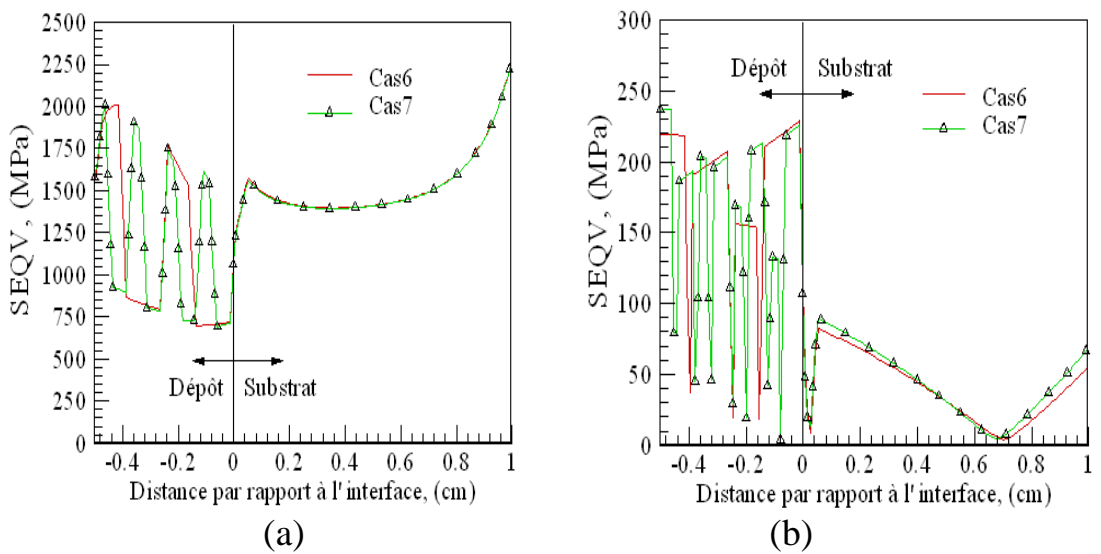 2500
2250
2000
1750
1500
1250
1000
750
500
250
0
SEQV, (MPa)
Cas6
Cas7
Dépôt Substrat
-0.4 -0.2 0 0.2 0.4 0.6 0.8 1
Distance par rapport à l'interface, (cm)
(a)
300
250
200
150
100
50
0
SEQV, (MPa)
Dépôt Substrat
Cas6
Cas7
-0.4 -0.2 0 0.2 0.4 0.6 0.8 1
Distance par rapport à l'interface, (cm)
(b)